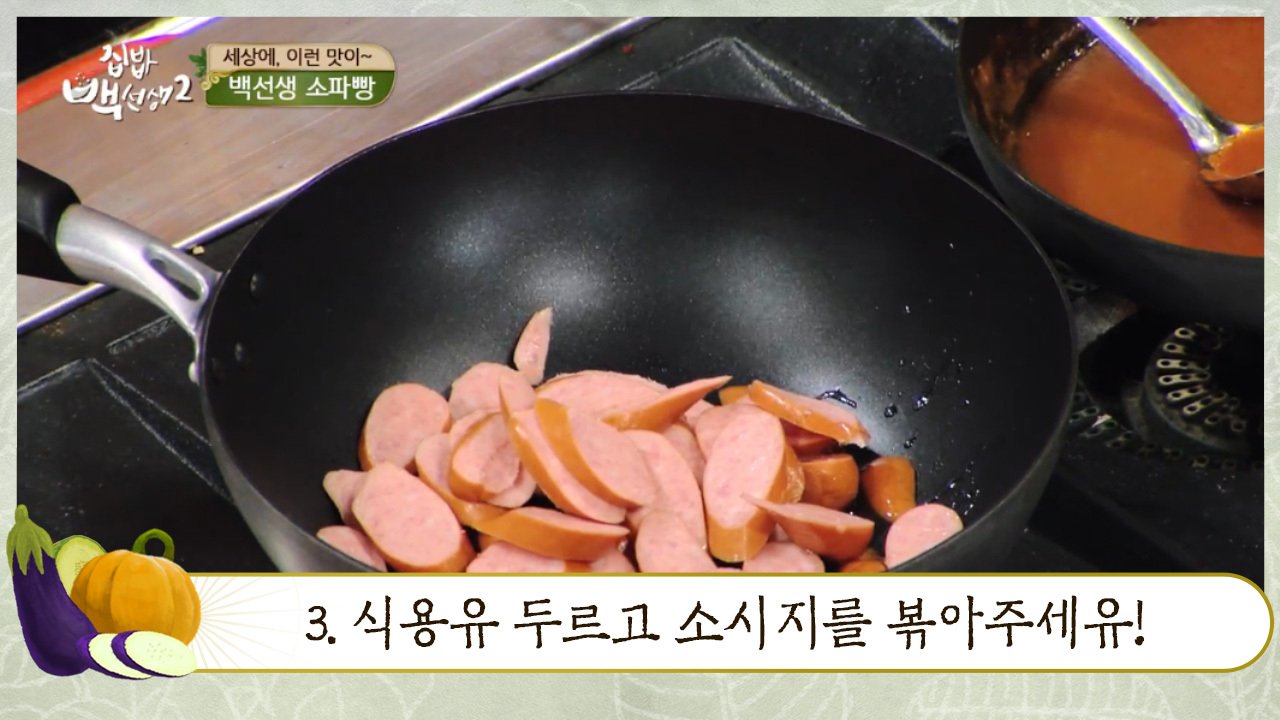 집밥
백선생2
세상에, 이런 맛이~
백선생 소파빵
3. 식용유 두르고 소시지를 볶아주세유!